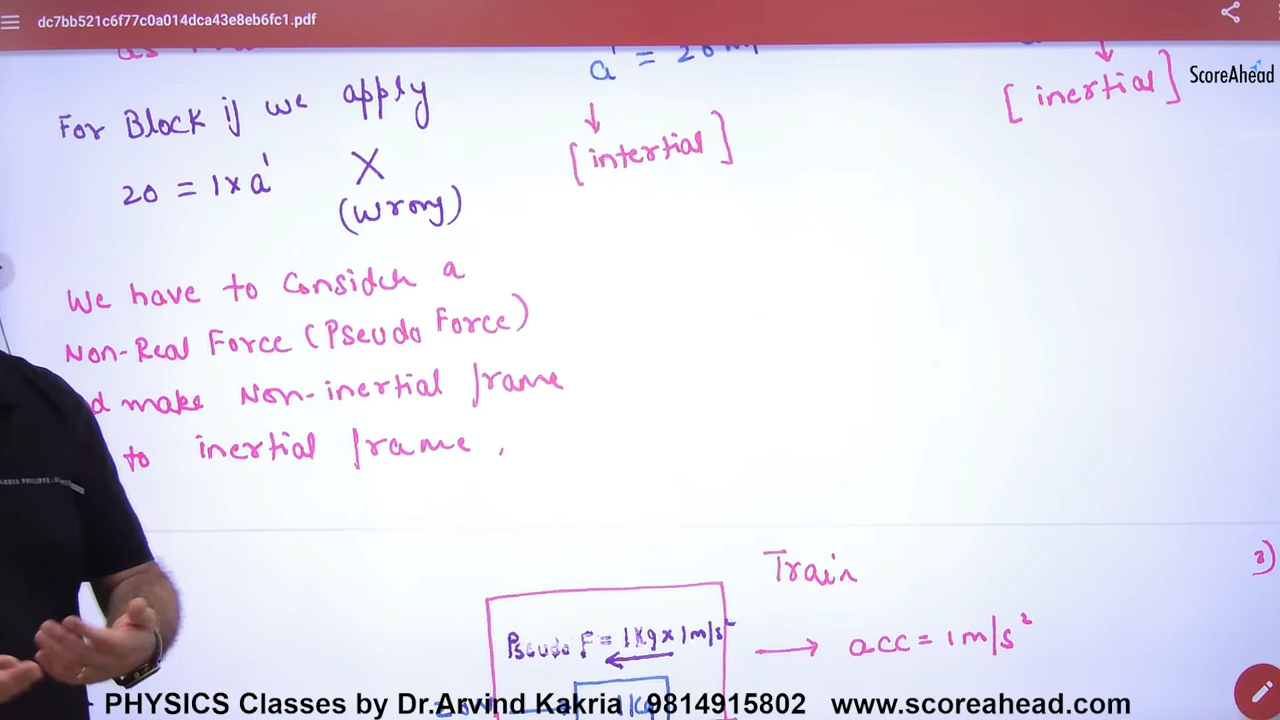 dc7bb521c6f77c0a014dca43e8eb6fc1.pdf
ScoreAhead
For Block if we apply
20 = 1 x a'
X
(wrong)
a' = 20
[intertial]
[inertial]
We have to Consider a
Non-Real Force (Pseudo Force)
make Non-inertial frame
to inertial frame.
Train
2)
Pseudo F = 1Kg x 1m/s²
→ acc = 1m/s²
1Kg
PHYSICS Classes by Dr.Arvind Kakria 9814915802 www.scoreahead.com